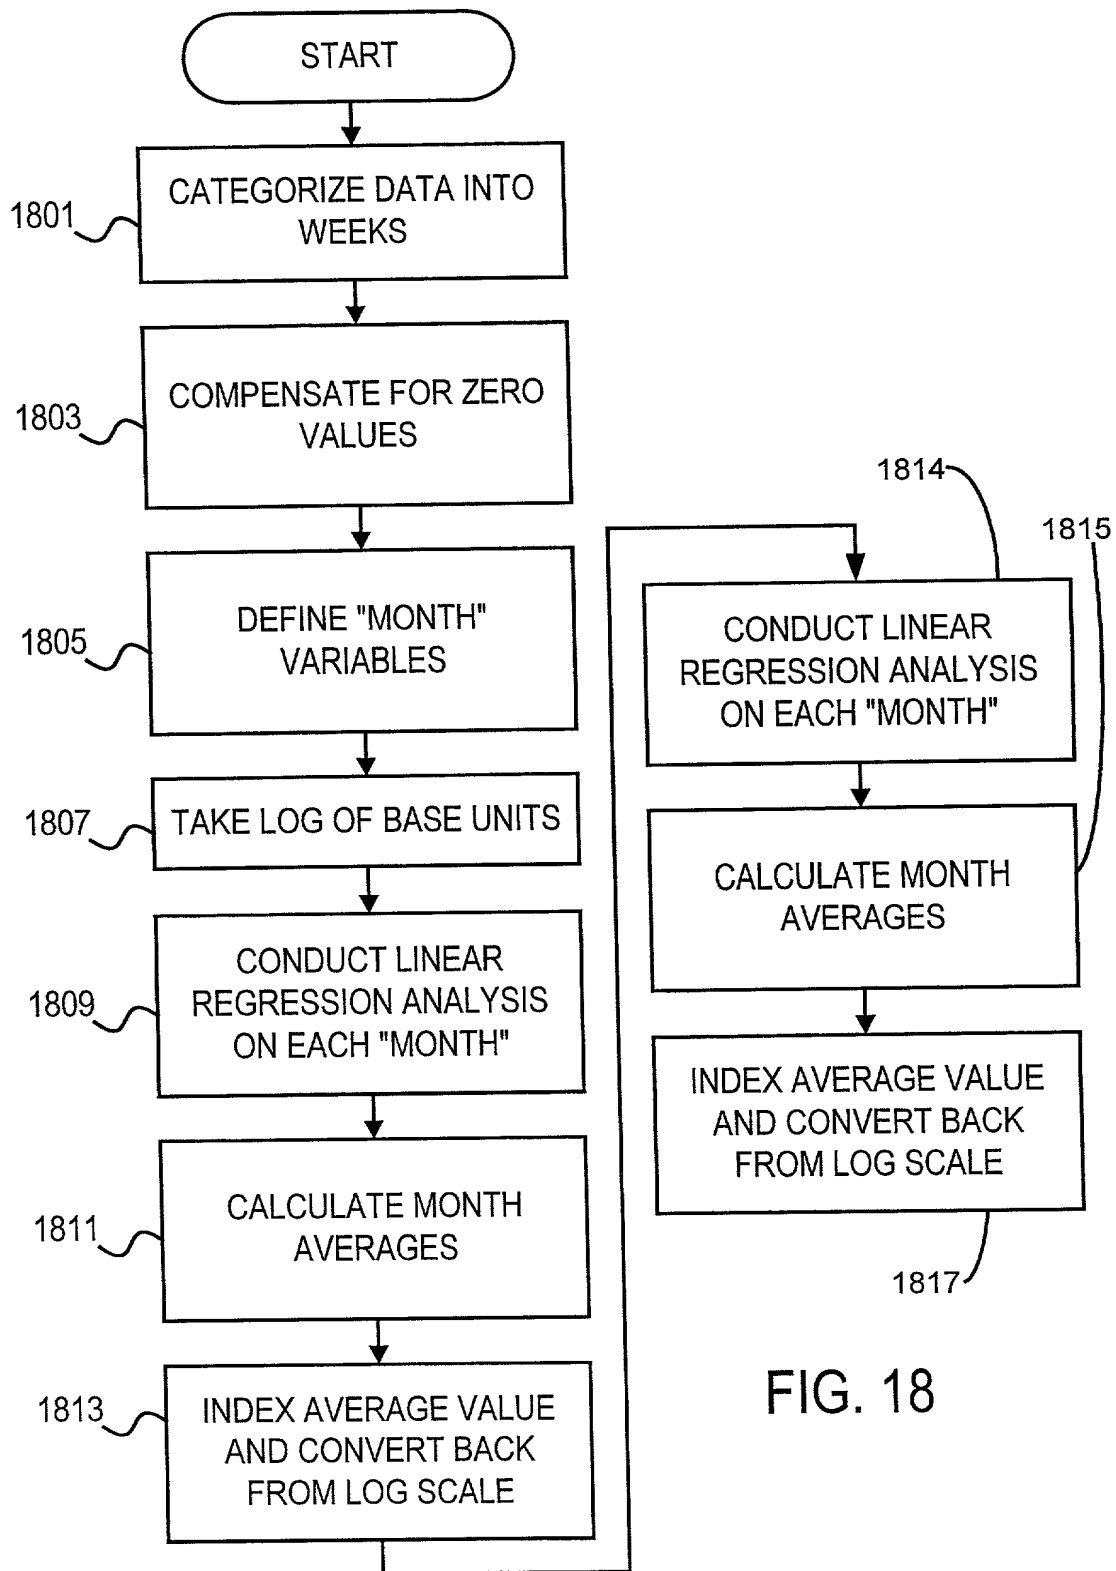 START
1801
CATEGORIZE DATA INTO
WEEKS
1803
COMPENSATE FOR ZERO
VALUES
1805
DEFINE "MONTH"
VARIABLES
1807
TAKE LOG OF BASE UNITS
1809
CONDUCT LINEAR
REGRESSION ANALYSIS
ON EACH "MONTH"
1811
CALCULATE MONTH
AVERAGES
1813
INDEX AVERAGE VALUE
AND CONVERT BACK
FROM LOG SCALE
1814
CONDUCT LINEAR
REGRESSION ANALYSIS
ON EACH "MONTH"
1815
CALCULATE MONTH
AVERAGES
INDEX AVERAGE VALUE
AND CONVERT BACK
FROM LOG SCALE
1817
FIG. 18